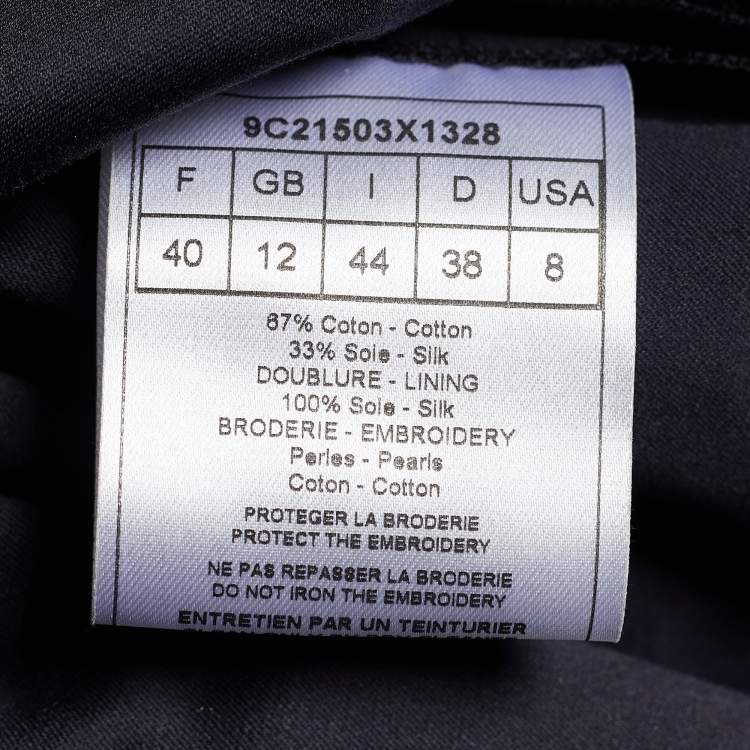 9C21503X1328
F GB I D USA
40 12 44 38 8
67% Coton - Cotton
33% Soie - Silk
DOUBLURE - LINING
100% Soie - Silk
BRODERIE - EMBROIDERY
Perles - Pearls
Coton - Cotton
PROTEGER LA BRODERIE
PROTECT THE EMBROIDERY
NE PAS REPASSER LA BRODERIE
DO NOT IRON THE EMBROIDERY
ENTRETIEN PAR UN TEINTURIER